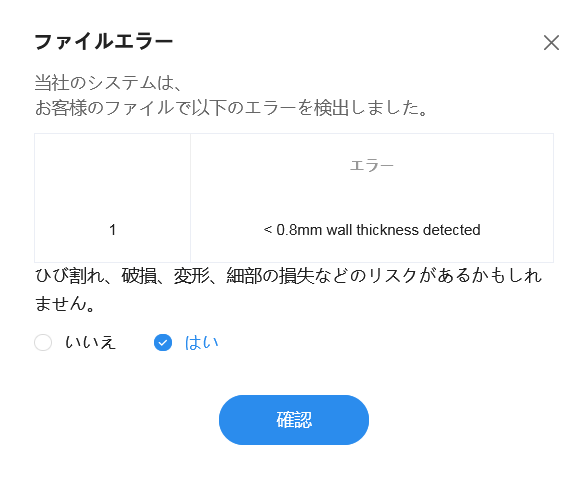 ファイルエラー
当社のシステムは、
お客様のファイルで以下のエラーを検出しました。
エラー
1 < 0.8mm wall thickness detected
ひび割れ、破損、変形、細部の損失などのリスクがあるかもしれ
ません。
いいえ はい
確認